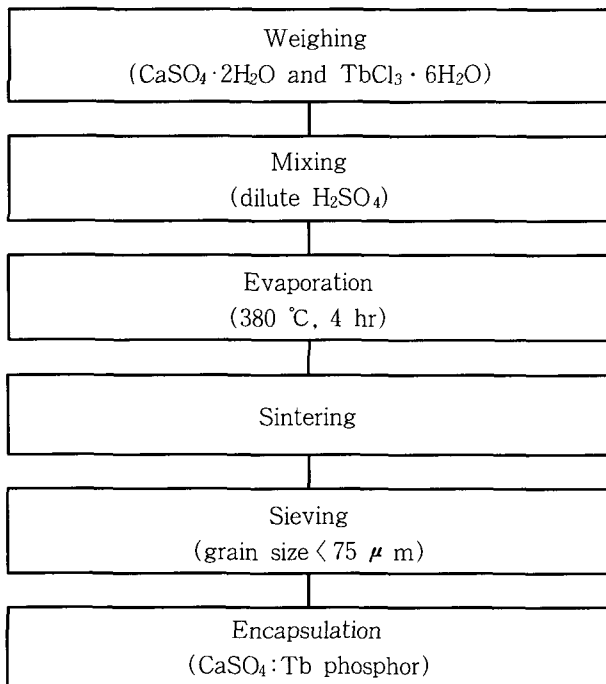 Weighing
(CaSO₄·2H₂O and TbCl₃·6H₂O)
Mixing
(dilute H₂SO₄)
Evaporation
(380 ℃, 4 hr)
Sintering
Sieving
(grain size < 75 μm)
Encapsulation
(CaSO₄:Tb phosphor)